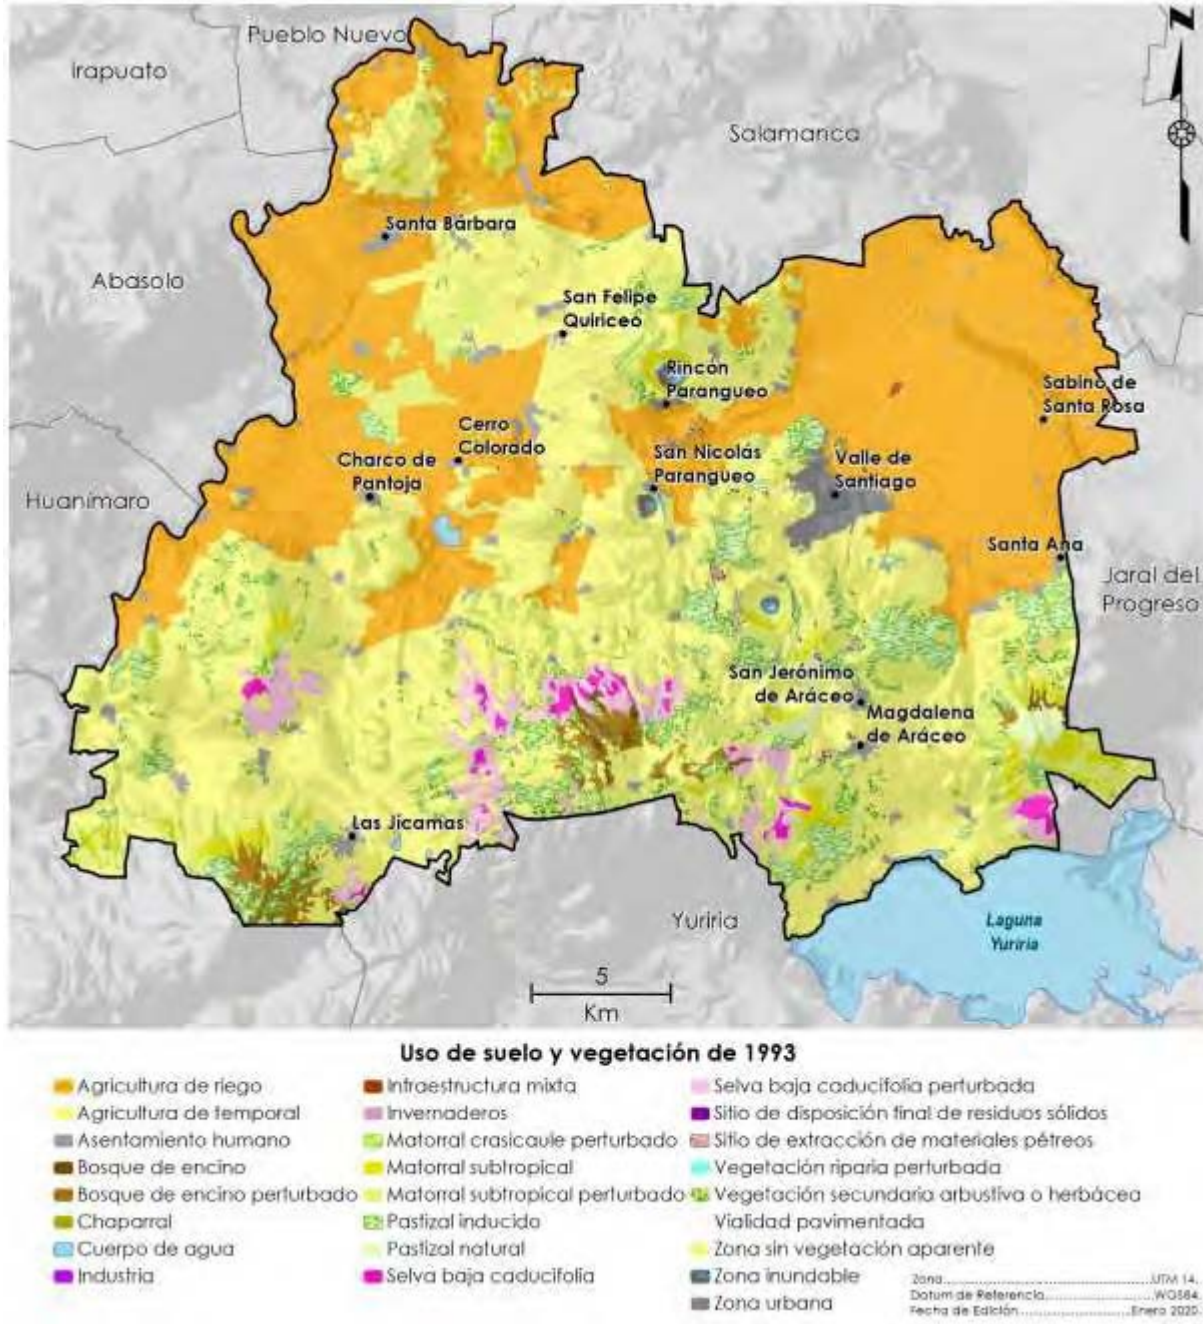 Pueblo Nuevo
Irapuato
Salamanca
N
Santa Bárbara
Abasolo
San Felipe
Quiriceo
Rincón
Parangueo
Sabino de
Santa Rosa
Cerro
Colorado
San Nicolás
Parangueo
Valle de
Santiago
Charco de
Pantoja
Huanímaro
Santa Ana
Jaral del
Progreso
San Jerónimo
de Aráceo
Magdalena
de Aráceo
Las Jícamas
Yuriria
Laguna
Yuriria
5
Km
Uso de suelo y vegetación de 1993
Agricultura de riego
Agricultura de temporal
Asentamiento humano
Bosque de encino
Bosque de encino perturbado
Chaparral
Cuerpo de agua
Industria
Infraestructura mixta
Invernaderos
Matorral crasicaule perturbado
Matorral subtropical
Matorral subtropical perturbado
Pastizal inducido
Pastizal natural
Selva baja caducifolia
Selva baja caducifolia perturbada
Sitio de disposición final de residuos sólidos
Sitio de extracción de materiales pétreos
Vegetación riparia perturbada
Vegetación secundaria arbustiva o herbácea
Vialidad pavimentada
Zona sin vegetación aparente
Zona inundable
Zona urbana
Zona......UTM 14.
Datum de Referencia......WGS84.
Fecha de Edición......Enero 2020.